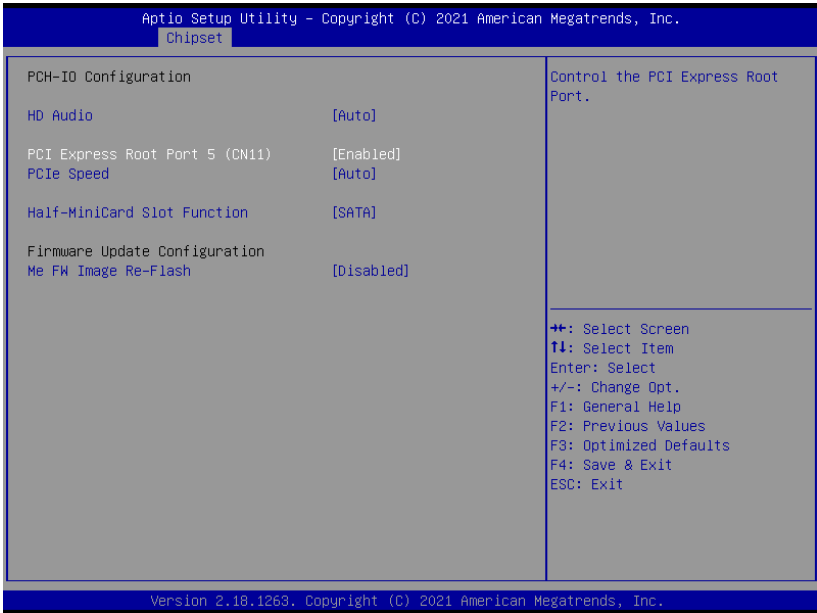 Aptio Setup Utility – Copyright (C) 2021 American Megatrends, Inc.
Chipset
PCH-IO Configuration
HD Audio [Auto]
PCI Express Root Port 5 (CN11) [Enabled]
PCIe Speed [Auto]
Half-MiniCard Slot Function [SATA]
Firmware Update Configuration
Me FW Image Re-Flash [Disabled]
Control the PCI Express Root
Port.
→←: Select Screen
↑↓: Select Item
Enter: Select
+/-: Change Opt.
F1: General Help
F2: Previous Values
F3: Optimized Defaults
F4: Save & Exit
ESC: Exit
Version 2.18.1263. Copyright (C) 2021 American Megatrends, Inc.